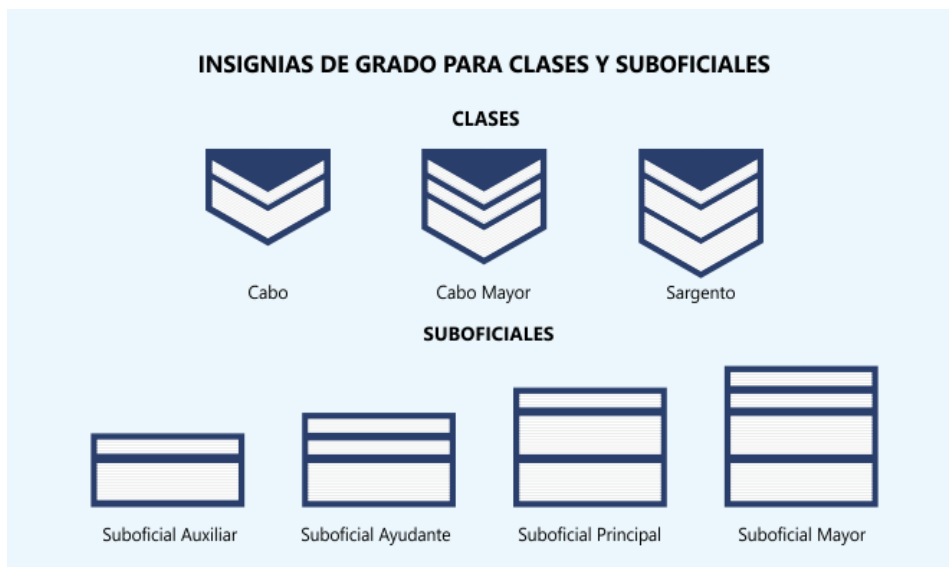 INSIGNIAS DE GRADO PARA CLASES Y SUBOFICIALES
CLASES
Cabo
Cabo Mayor
Sargento
SUBOFICIALES
Suboficial Auxiliar
Suboficial Ayudante
Suboficial Principal
Suboficial Mayor